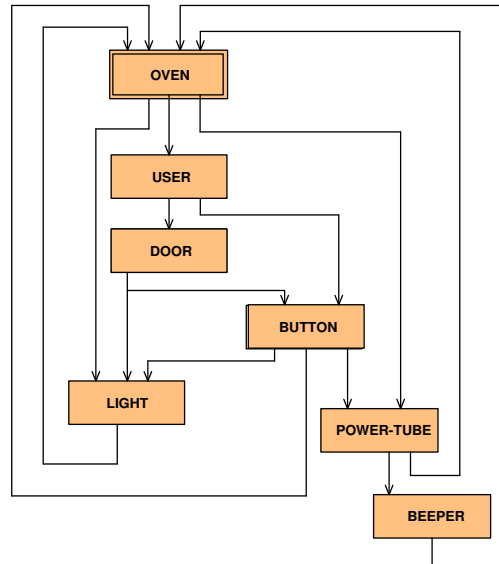 OVEN
USER
DOOR
BUTTON
LIGHT
POWER-TUBE
BEEPER